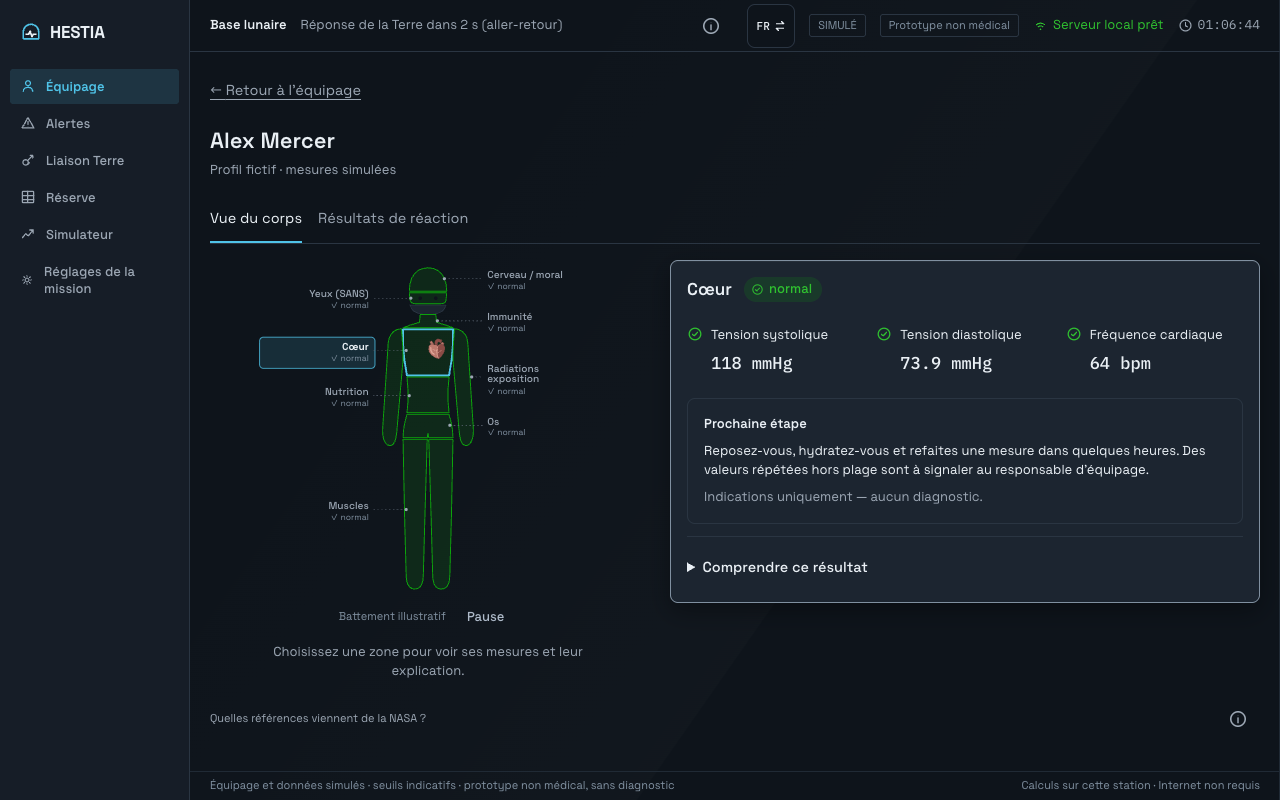 HESTIA
Équipage
Alertes
Liaison Terre
Réserve
Simulateur
Réglages de la
mission
Base lunaire Réponse de la Terre dans 2 s (aller-retour)
FR SIMULÉ Prototype non médical Serveur local prêt 01:06:44
← Retour à l'équipage
Alex Mercer
Profil fictif · mesures simulées
Vue du corps Résultats de réaction
Cerveau / moral
✓ normal
Yeux (SANS)
✓ normal
Immunité
✓ normal
Cœur
✓ normal
Radiations
exposition
✓ normal
Nutrition
✓ normal
Os
✓ normal
Muscles
✓ normal
Battement illustratif Pause
Choisissez une zone pour voir ses mesures et leur
explication.
Cœur normal
Tension systolique Tension diastolique Fréquence cardiaque
118 mmHg 73.9 mmHg 64 bpm
Prochaine étape
Reposez-vous, hydratez-vous et refaites une mesure dans quelques heures. Des
valeurs répétées hors plage sont à signaler au responsable d'équipage.
Indications uniquement — aucun diagnostic.
▶ Comprendre ce résultat
Quelles références viennent de la NASA ?
Équipage et données simulés · seuils indicatifs · prototype non médical, sans diagnostic
Calculs sur cette station · Internet non requis